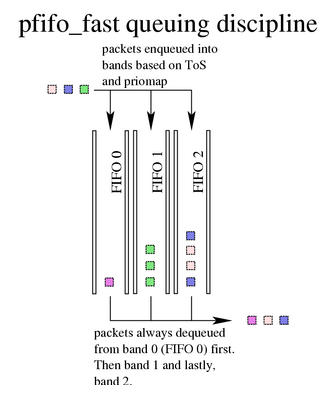 pfifo_fast queuing discipline
packets enqueued into
bands based on ToS
and priomap
FIFO 0
FIFO 1
FIFO 2
packets always dequeued
from band 0 (FIFO 0) first.
Then band 1 and lastly,
band 2.